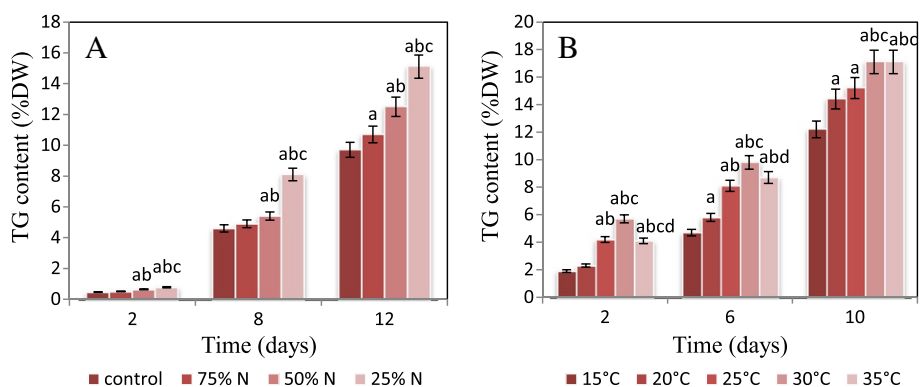 A
TG content (%DW)
18
16
14
12
10
8
6
4
2
0
ab abc
ab abc
a ab abc
2 8 12
Time (days)
control 75% N 50% N 25% N
B
TG content (%DW)
20
18
16
14
12
10
8
6
4
2
0
ab abc abcd
a ab abc abd
a a abc abc
2 6 10
Time (days)
15°C 20°C 25°C 30°C 35°C